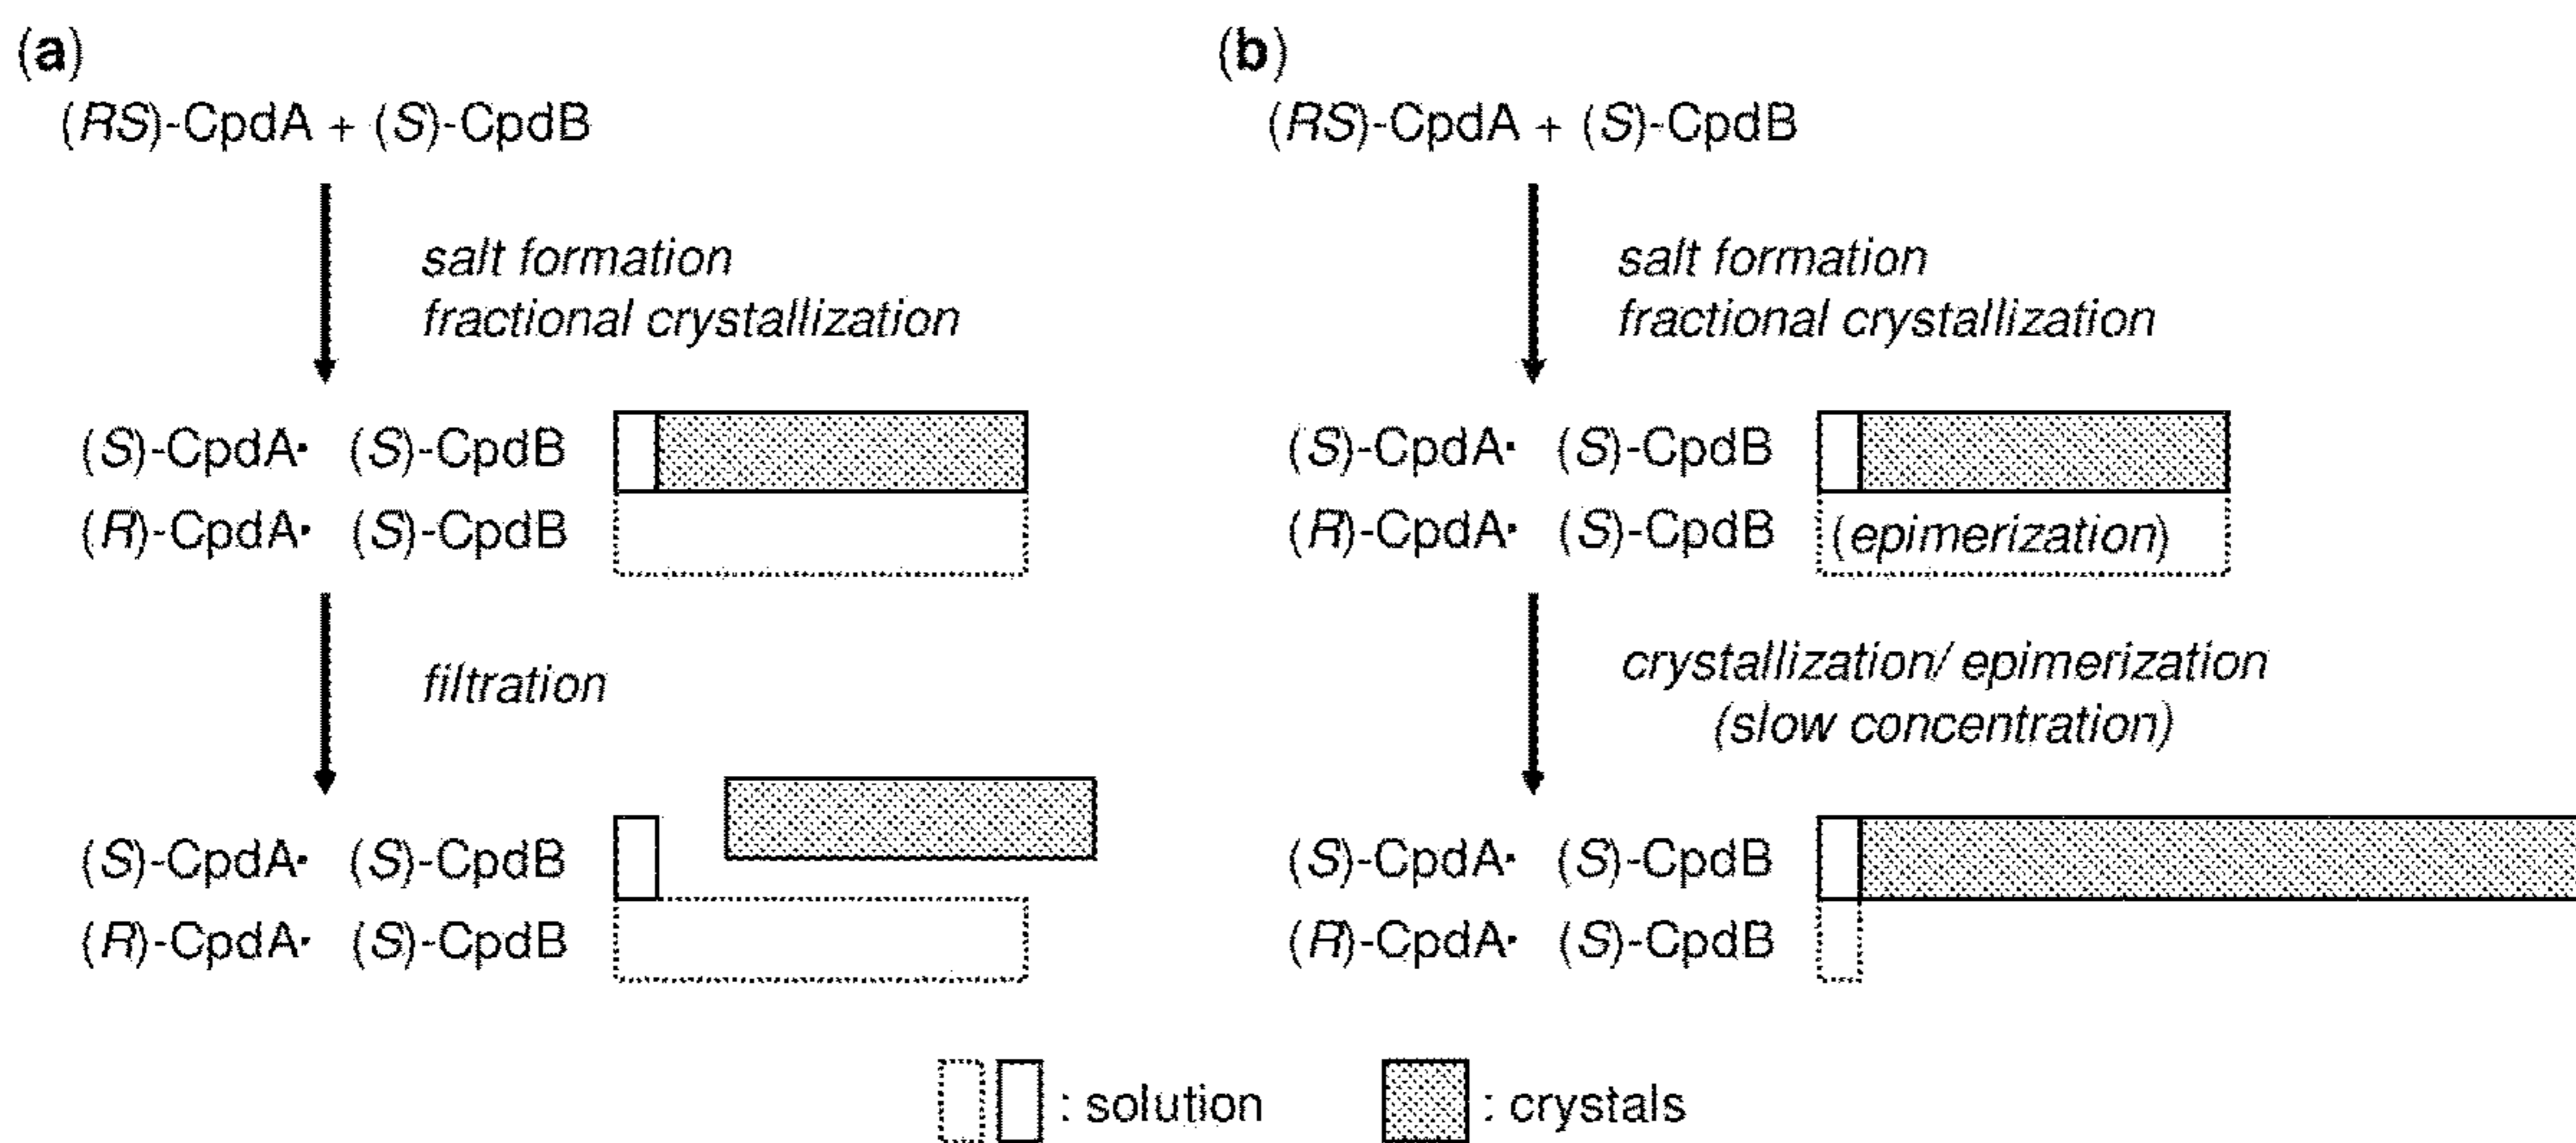 (a)
(RS)-CpdA + (S)-CpdB
salt formation
fractional crystallization
(S)-CpdA· (S)-CpdB
(R)-CpdA· (S)-CpdB
filtration
(S)-CpdA· (S)-CpdB
(R)-CpdA· (S)-CpdB
(b)
(RS)-CpdA + (S)-CpdB
salt formation
fractional crystallization
(S)-CpdA· (S)-CpdB
(R)-CpdA· (S)-CpdB (epimerization)
crystallization/ epimerization
(slow concentration)
(S)-CpdA· (S)-CpdB
(R)-CpdA· (S)-CpdB
: solution : crystals